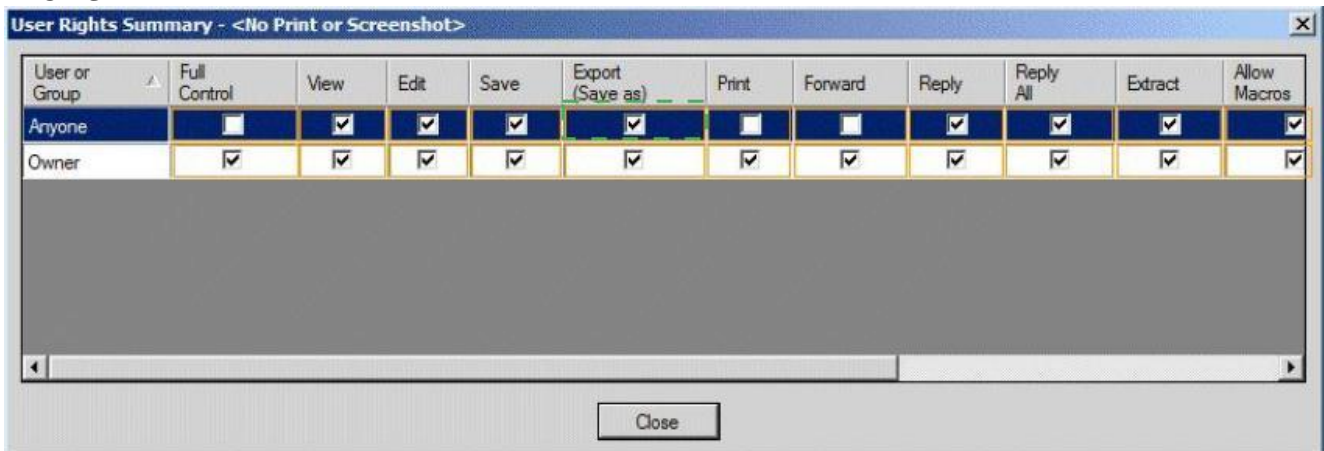 User Rights Summary - <No Print or Screenshot>
User or Group Full Control View Edit Save Export (Save as) Print Forward Reply Reply All Extract Allow Macros
Anyone
Owner
Close